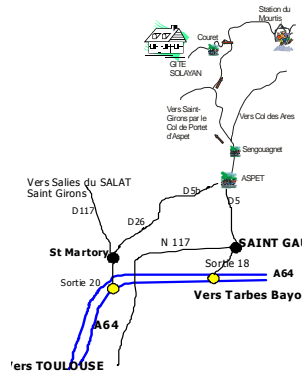 Station du
Mourtis
Couret
GITE
SOLAYAN
Vers Saint-
Girons par le
Col de Portet
d'Aspet
Vers Col des Ares
Sengouagnet
ASPET
Vers Salies du SALAT
Saint Girons
D5b
D5
D117
D26
N 117
SAINT GAU
St Martory
Sortie 18
Sortie 20
A64
Vers Tarbes Bayo
A64
Vers TOULOUSE